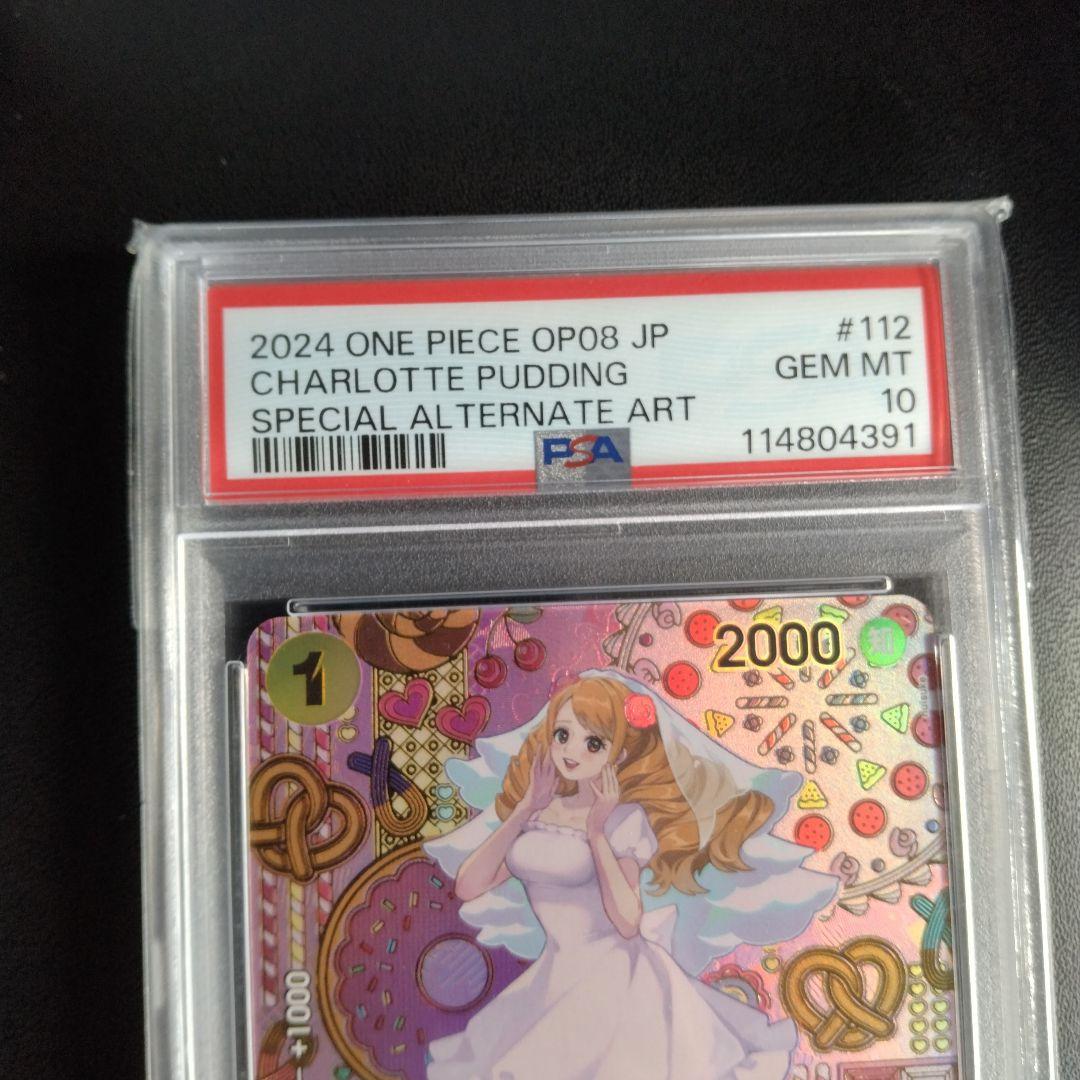 2024 ONE PIECE OP08 JP #112
CHARLOTTE PUDDING GEM MT
SPECIAL ALTERNATE ART 10
PSA 114804391
1 2000 知
+1000